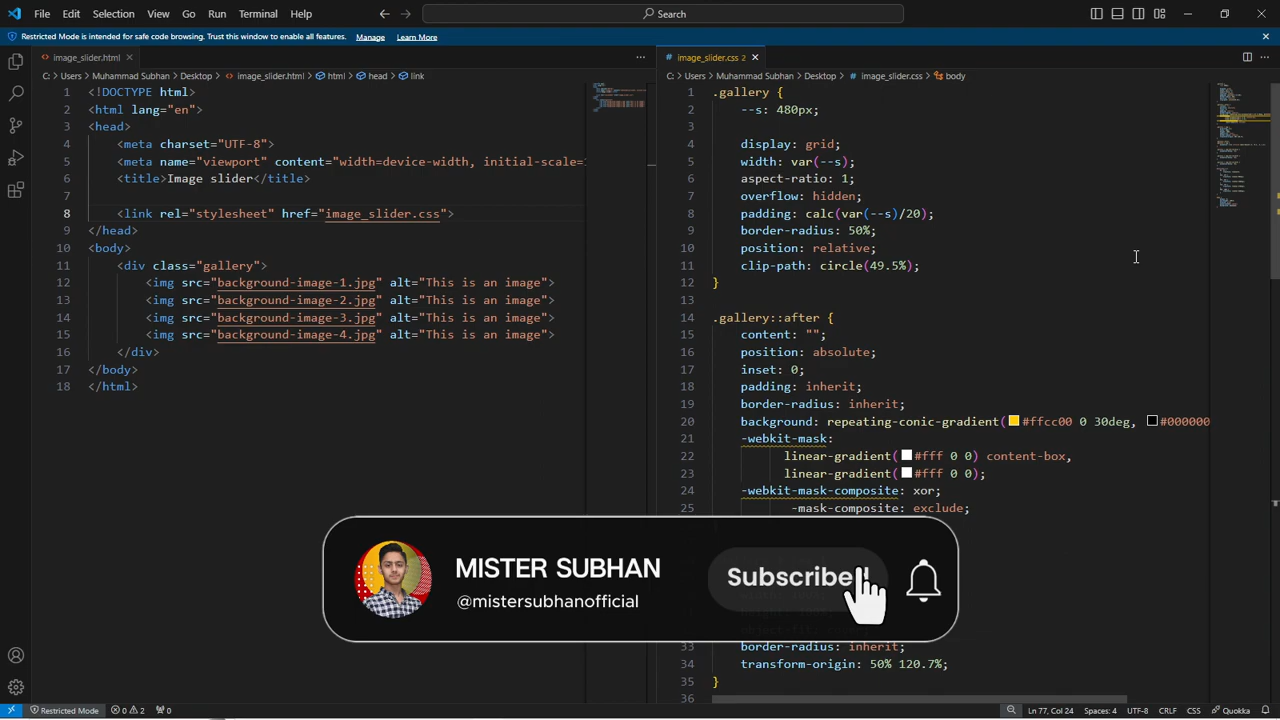 File Edit Selection View Go Run Terminal Help
Search
Restricted Mode is intended for safe code browsing. Trust this window to enable all features. Manage Learn More
image_slider.html
C: > Users > Muhammad Subhan > Desktop > image_slider.html > html > head > link
1 <!DOCTYPE html>
2 <html lang="en">
3 <head>
4 <meta charset="UTF-8">
5 <meta name="viewport" content="width=device-width, initial-scale=1
6 <title>Image slider</title>
7
8 <link rel="stylesheet" href="image_slider.css">
9 </head>
10 <body>
11 <div class="gallery">
12 <img src="background-image-1.jpg" alt="This is an image">
13 <img src="background-image-2.jpg" alt="This is an image">
14 <img src="background-image-3.jpg" alt="This is an image">
15 <img src="background-image-4.jpg" alt="This is an image">
16 </div>
17 </body>
18 </html>
image_slider.css 2
C: > Users > Muhammad Subhan > Desktop > image_slider.css > body
1 .gallery {
2 --s: 480px;
3
4 display: grid;
5 width: var(--s);
6 aspect-ratio: 1;
7 overflow: hidden;
8 padding: calc(var(--s)/20);
9 border-radius: 50%;
10 position: relative;
11 clip-path: circle(49.5%);
12 }
13
14 .gallery::after {
15 content: "";
16 position: absolute;
17 inset: 0;
18 padding: inherit;
19 border-radius: inherit;
20 background: repeating-conic-gradient(#ffcc00 0 30deg, #000000
21 -webkit-mask:
22 linear-gradient(#fff 0 0) content-box,
23 linear-gradient(#fff 0 0);
24 -webkit-mask-composite: xor;
25 -mask-composite: exclude;
33 border-radius: inherit;
34 transform-origin: 50% 120.7%;
35 }
36
MISTER SUBHAN
@mistersubhanofficial
Subscribed
Restricted Mode 0 2 0
Ln 77, Col 24 Spaces: 4 UTF-8 CRLF CSS Quokka